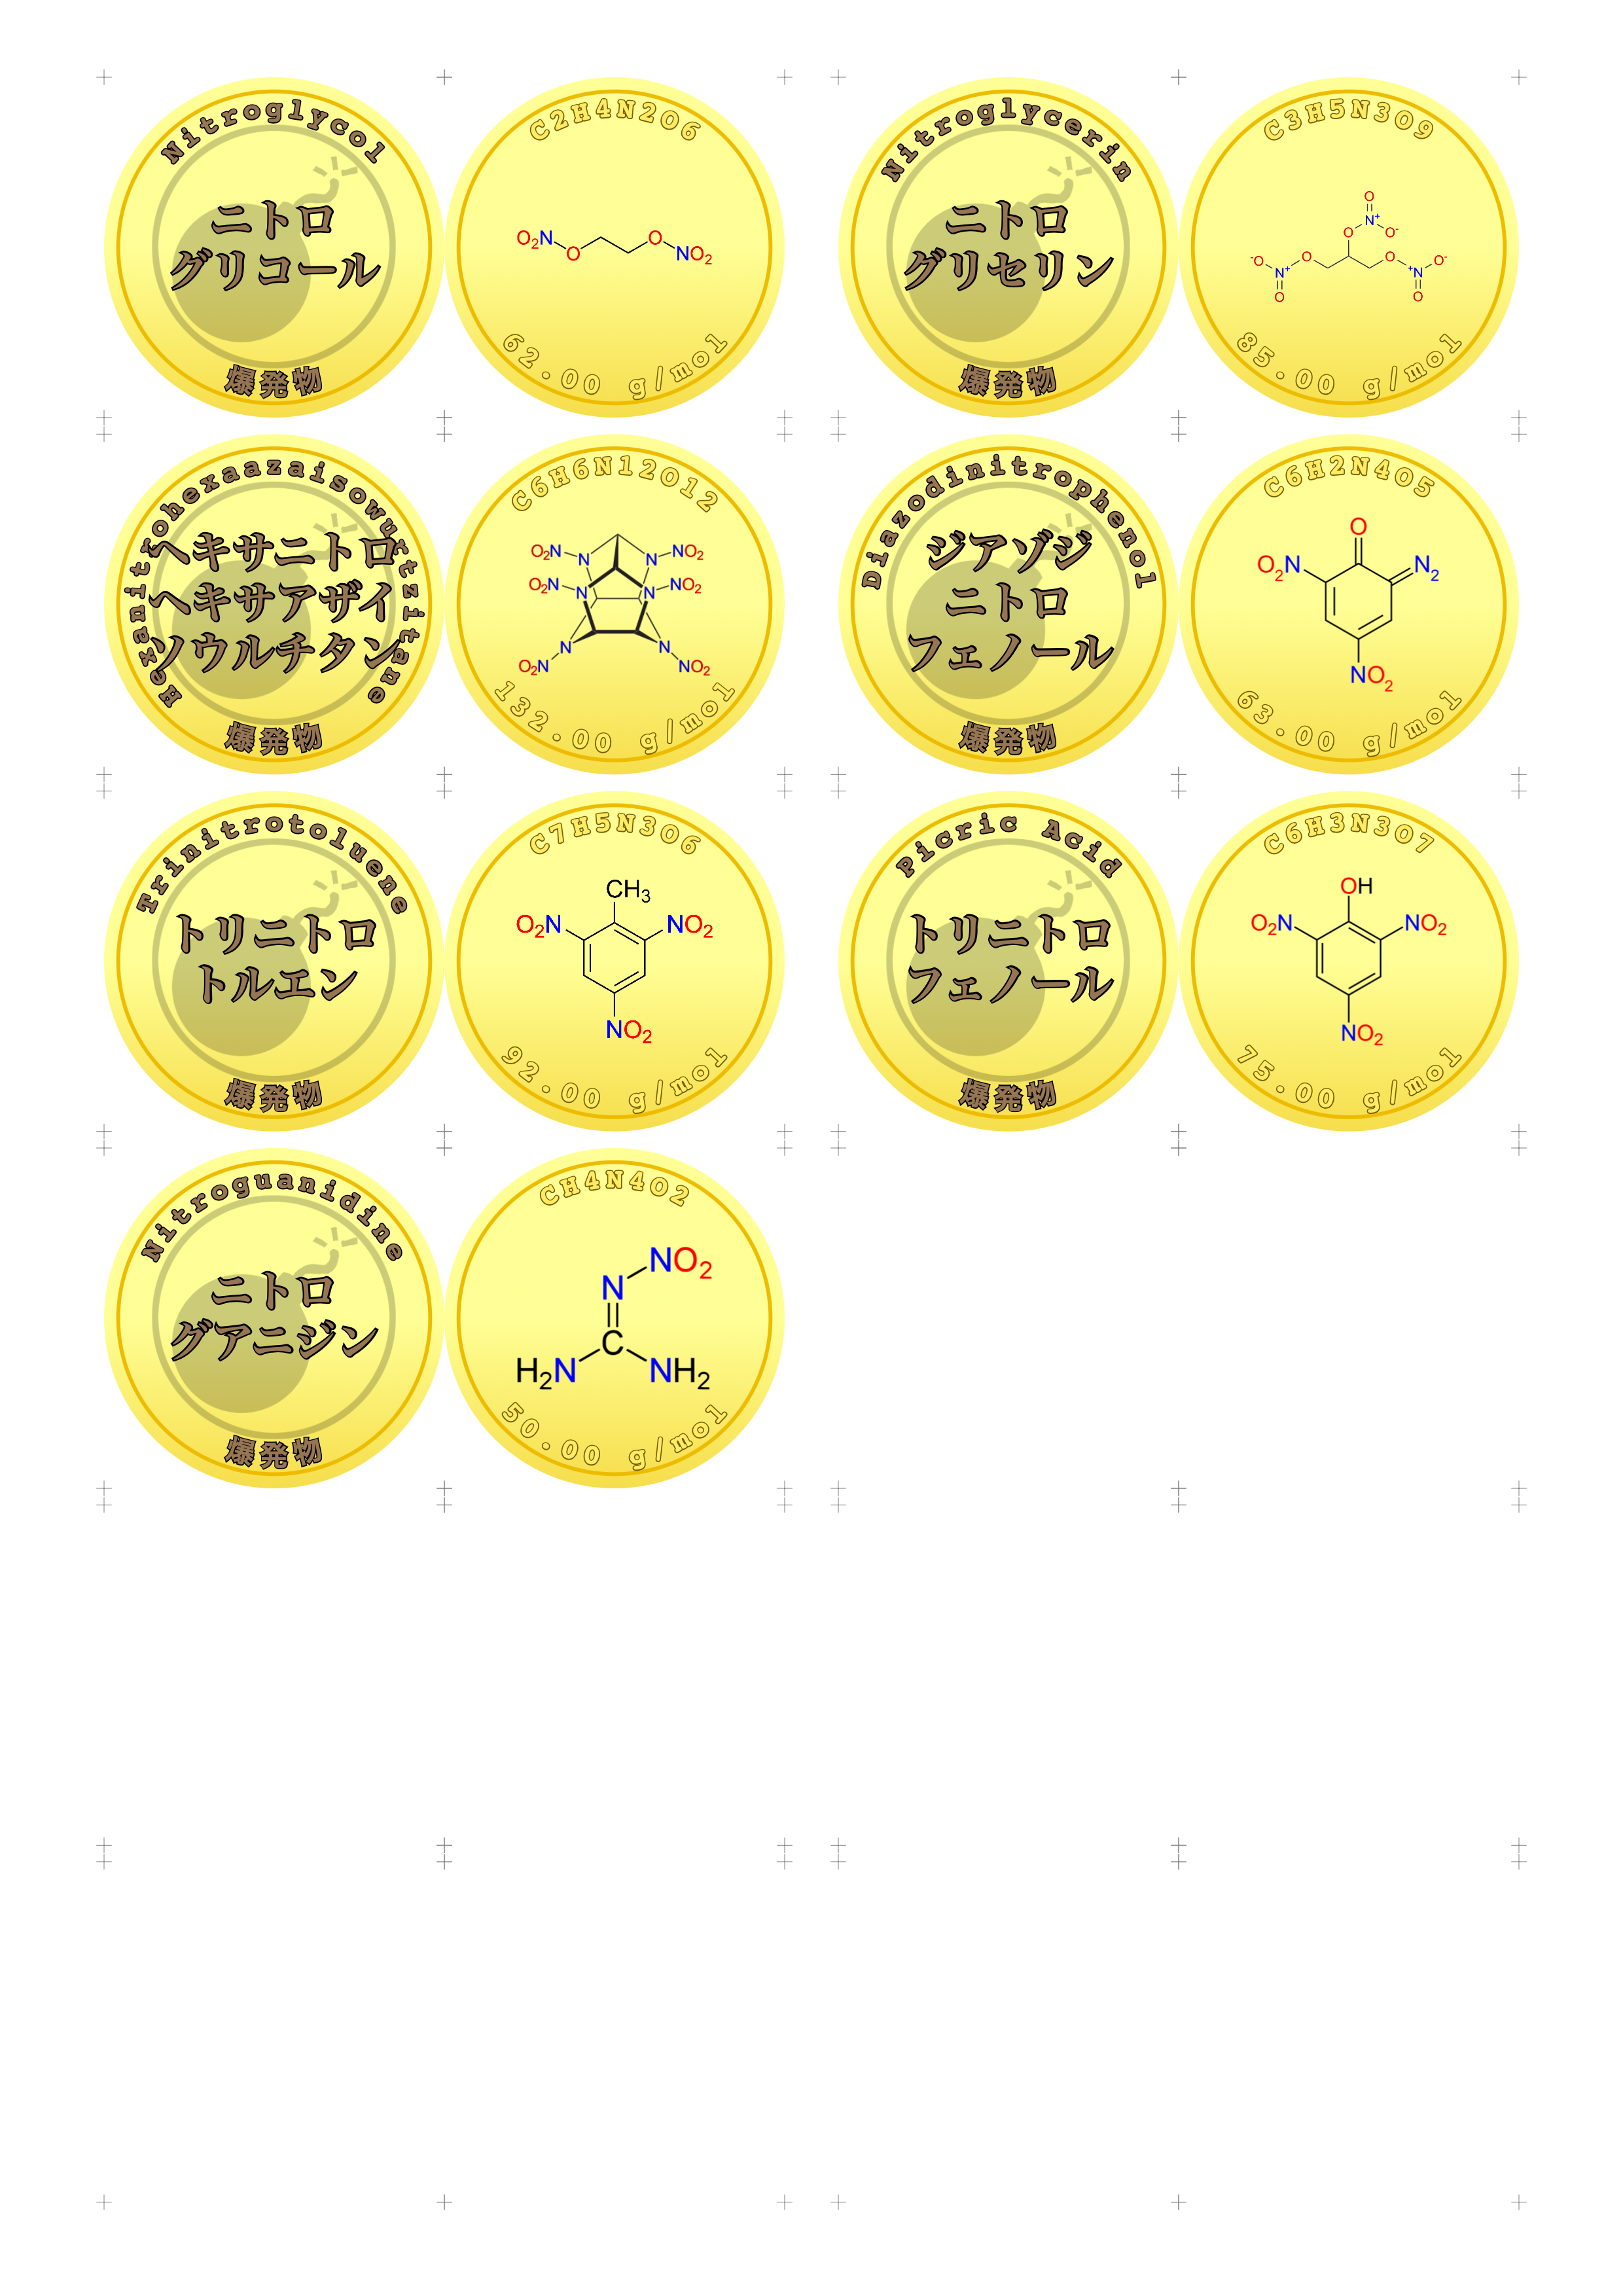 Nitroglycol
ニトロ
グリコール
爆発物
C2H4N2O6
O2N
O
O
NO2
62.00 g/mol
Nitroglycerin
ニトロ
グリセリン
爆発物
C3H5N3O9
O
N+
O-
O
-O
N+
O
O
O
+N
O-
O
85.00 g/mol
Hexanitrohexaazaisowurtzitane
ヘキサニトロ
ヘキサアザイ
ソウルチタン
爆発物
C6H6N12O12
O2N
N
N
NO2
O2N
N
N
NO2
N
N
O2N
NO2
132.00 g/mol
Diazodinitrophenol
ジアゾジ
ニトロ
フェノール
爆発物
C6H2N4O5
O
O2N
N2
NO2
63.00 g/mol
Trinitrotoluene
トリニトロ
トルエン
爆発物
C7H5N3O6
CH3
O2N
NO2
NO2
92.00 g/mol
Picric Acid
トリニトロ
フェノール
爆発物
C6H3N3O7
OH
O2N
NO2
NO2
75.00 g/mol
Nitroguanidine
ニトロ
グアニジン
爆発物
CH4N4O2
NO2
N
C
H2N
NH2
50.00 g/mol